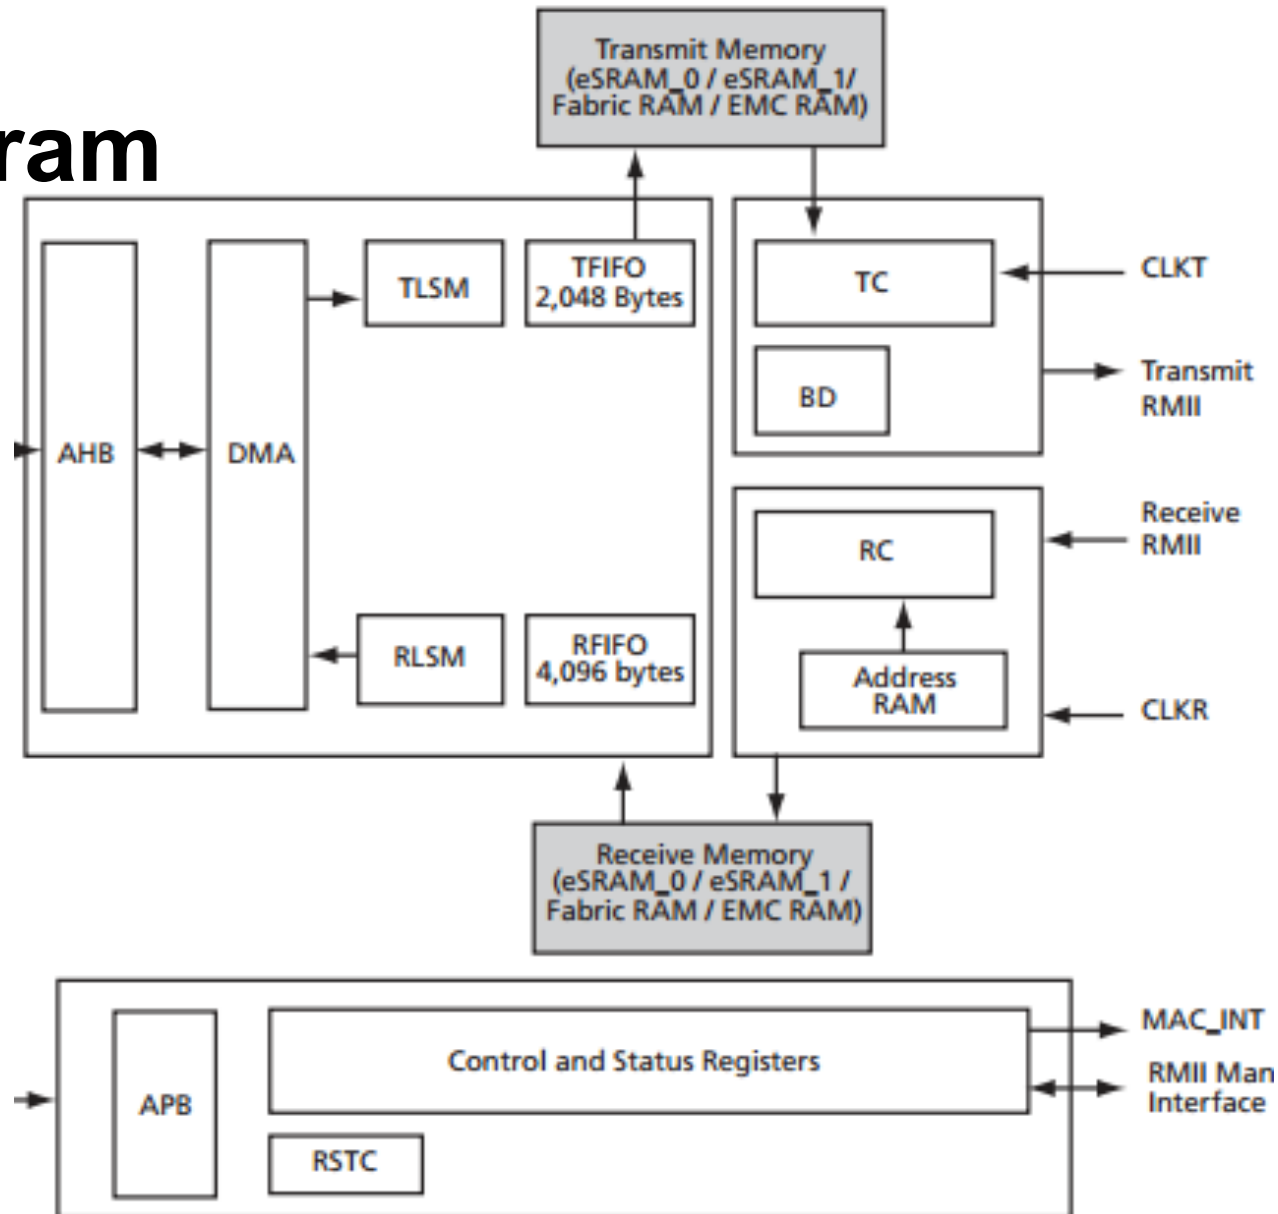 ram
Transmit Memory
(eSRAM_0 / eSRAM_1/
Fabric RAM / EMC RAM)
AHB
DMA
TLSM
TFIFO
2,048 Bytes
RLSM
RFIFO
4,096 bytes
TC
BD
CLKT
Transmit
RMII
RC
Address
RAM
Receive
RMII
CLKR
Receive Memory
(eSRAM_0 / eSRAM_1 /
Fabric RAM / EMC RAM)
APB
Control and Status Registers
RSTC
MAC_INT
RMII Man
Interface